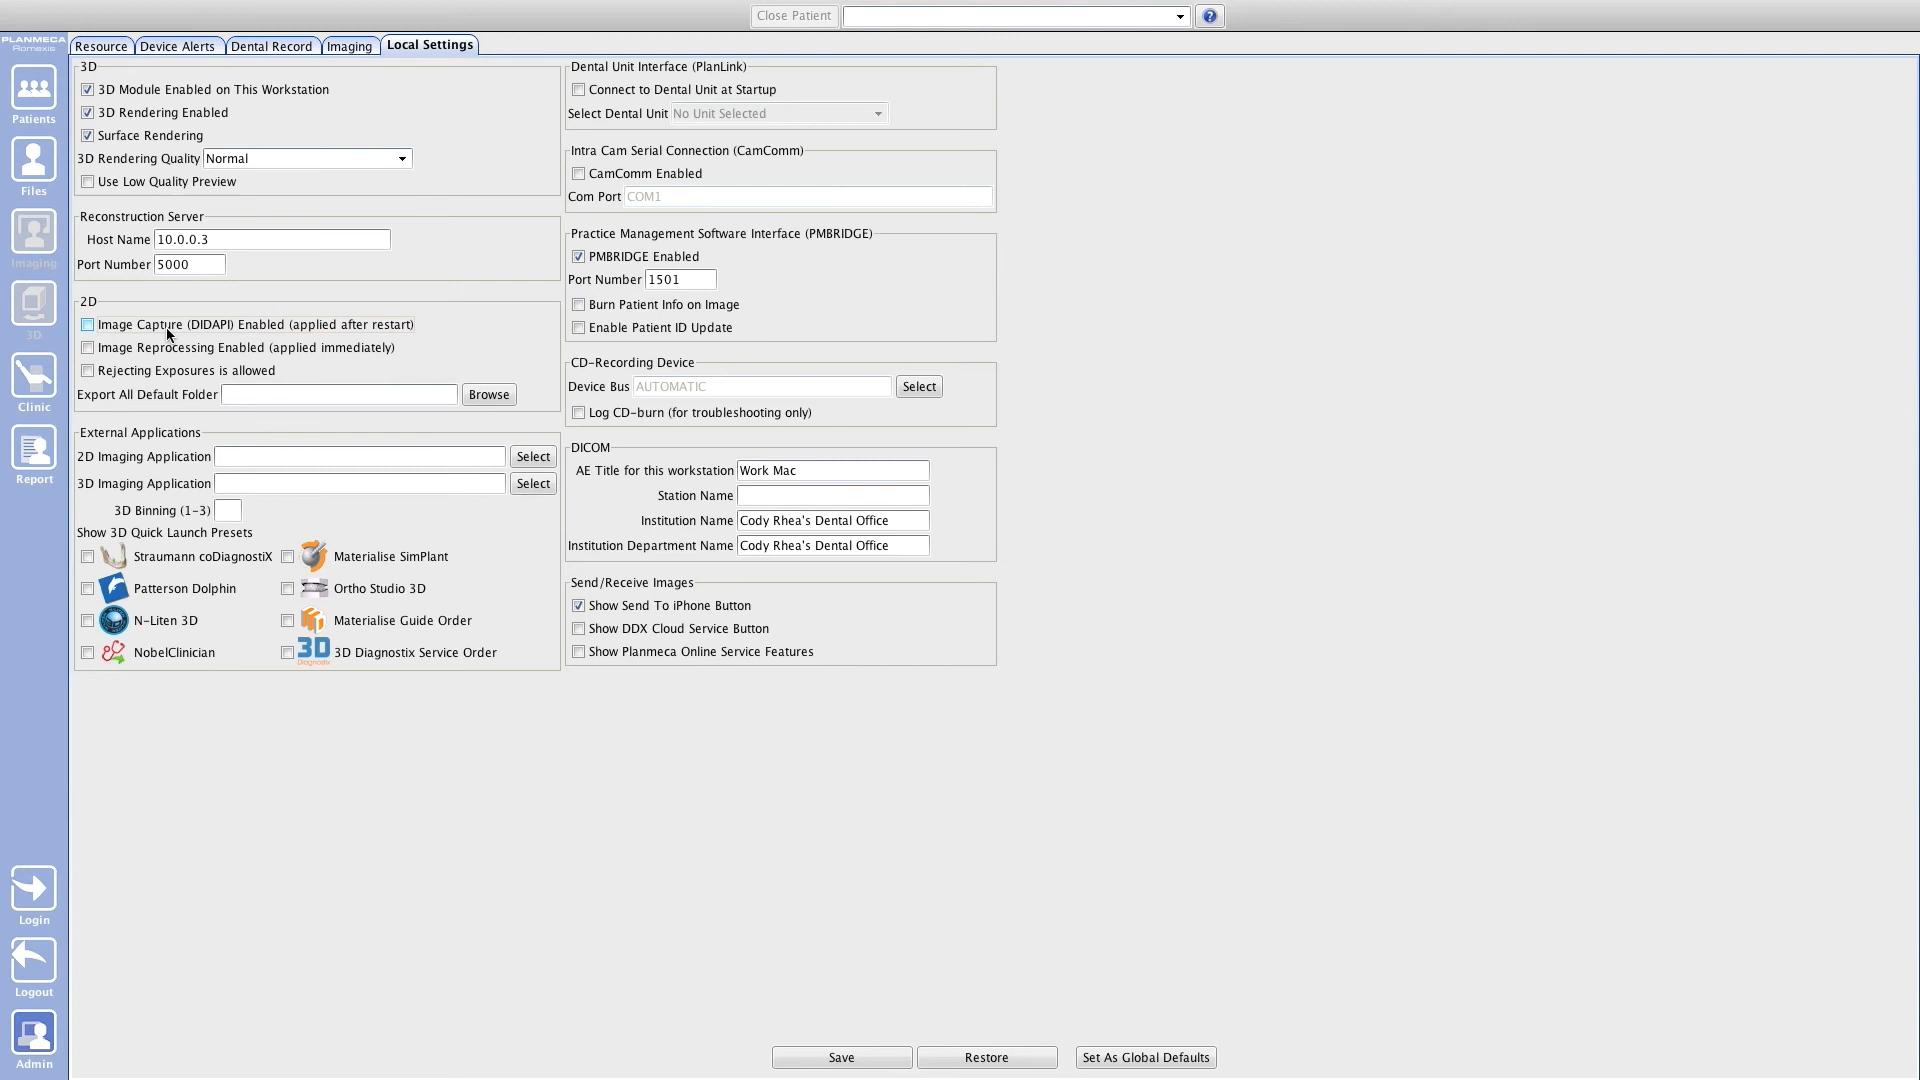 Close Patient
PLANMECA
Romexis
Resource
Device Alerts
Dental Record
Imaging
Local Settings
Patients
Files
Imaging
3D
Clinic
Report
Login
Logout
Admin
3D
3D Module Enabled on This Workstation
3D Rendering Enabled
Surface Rendering
3D Rendering Quality Normal
Use Low Quality Preview
Reconstruction Server
Host Name 10.0.0.3
Port Number 5000
2D
Image Capture (DIDAPI) Enabled (applied after restart)
Image Reprocessing Enabled (applied immediately)
Rejecting Exposures is allowed
Export All Default Folder Browse
External Applications
2D Imaging Application Select
3D Imaging Application Select
3D Binning (1-3)
Show 3D Quick Launch Presets
Straumann coDiagnostiX Materialise SimPlant
Patterson Dolphin Ortho Studio 3D
N-Liten 3D Materialise Guide Order
NobelClinician 3D Diagnostix 3D Diagnostix Service Order
Dental Unit Interface (PlanLink)
Connect to Dental Unit at Startup
Select Dental Unit No Unit Selected
Intra Cam Serial Connection (CamComm)
CamComm Enabled
Com Port COM1
Practice Management Software Interface (PMBRIDGE)
PMBRIDGE Enabled
Port Number 1501
Burn Patient Info on Image
Enable Patient ID Update
CD-Recording Device
Device Bus AUTOMATIC Select
Log CD-burn (for troubleshooting only)
DICOM
AE Title for this workstation Work Mac
Station Name
Institution Name Cody Rhea's Dental Office
Institution Department Name Cody Rhea's Dental Office
Send/Receive Images
Show Send To iPhone Button
Show DDX Cloud Service Button
Show Planmeca Online Service Features
Save Restore Set As Global Defaults